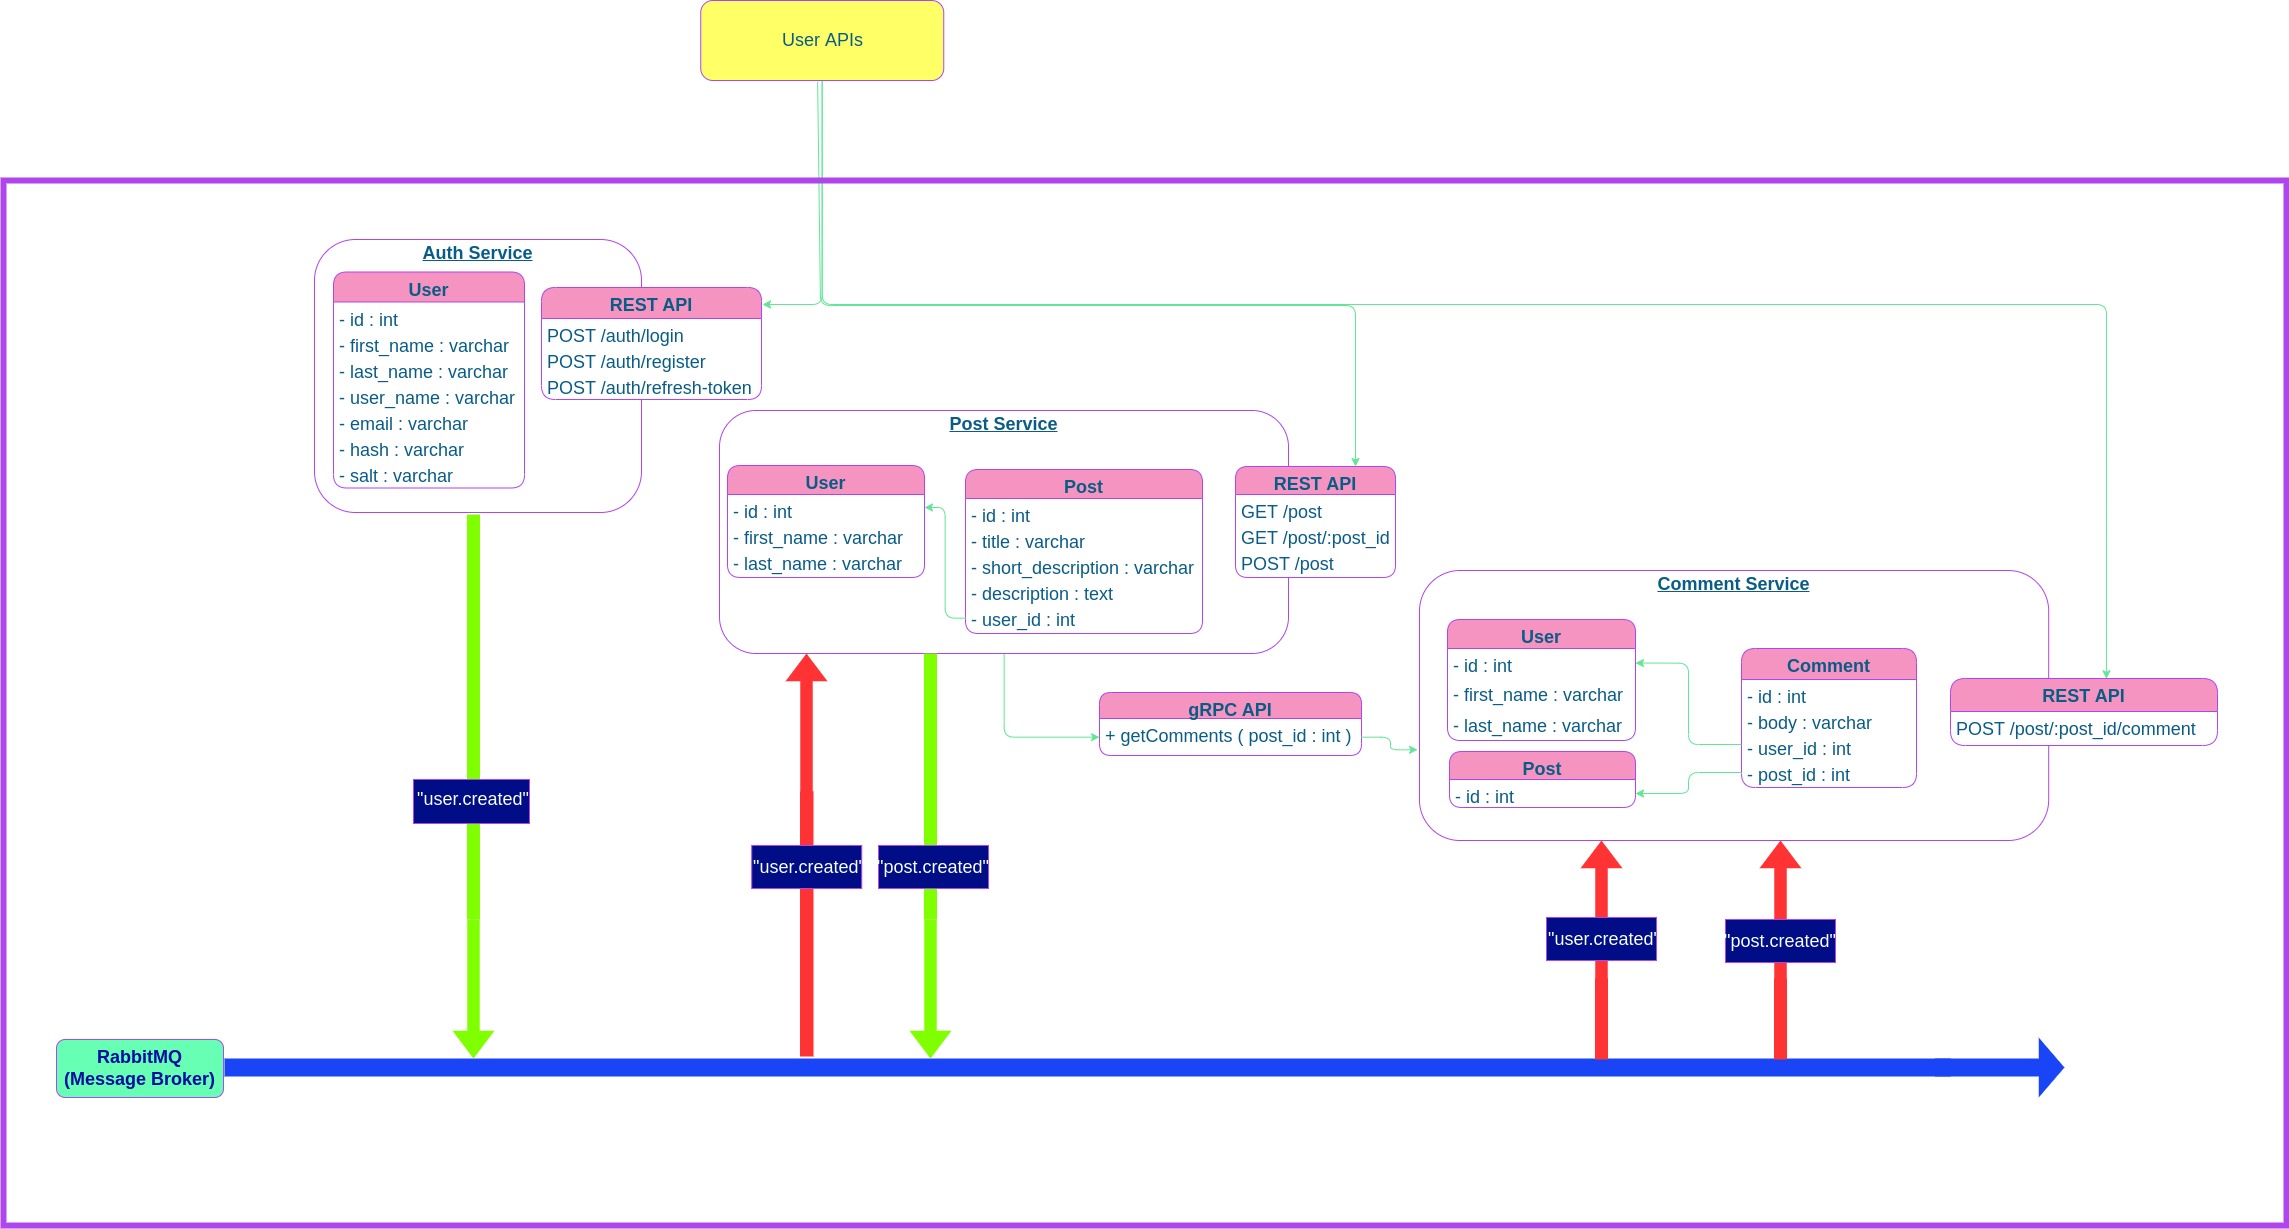 User APIs
Auth Service
User
- id : int
- first_name : varchar
- last_name : varchar
- user_name : varchar
- email : varchar
- hash : varchar
- salt : varchar
REST API
POST /auth/login
POST /auth/register
POST /auth/refresh-token
Post Service
User
- id : int
- first_name : varchar
- last_name : varchar
Post
- id : int
- title : varchar
- short_description : varchar
- description : text
- user_id : int
REST API
GET /post
GET /post/:post_id
POST /post
gRPC API
+ getComments ( post_id : int )
Comment Service
User
- id : int
- first_name : varchar
- last_name : varchar
Post
- id : int
Comment
- id : int
- body : varchar
- user_id : int
- post_id : int
REST API
POST /post/:post_id/comment
"user.created"
"user.created"
"post.created"
"user.created"
"post.created"
RabbitMQ
(Message Broker)